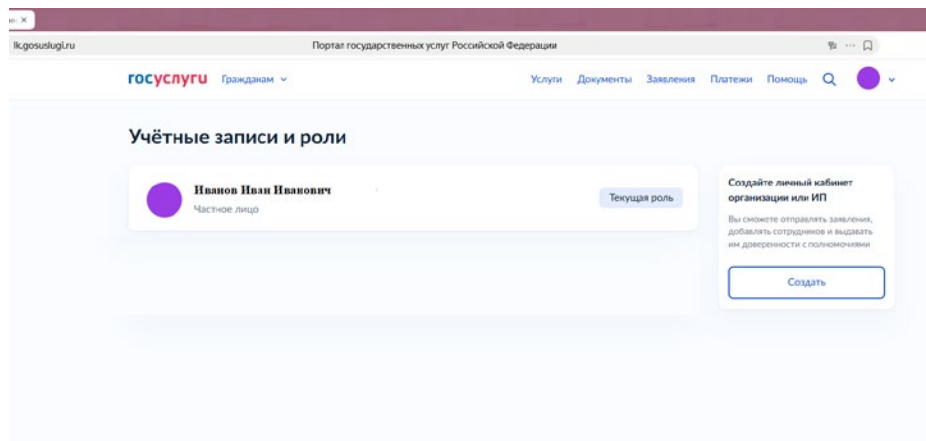 lk.gosuslugi.ru Портал государственных услуг Российской Федерации
госуслуги Гражданам Услуги Документы Заявления Платежи Помощь
Учётные записи и роли
Иванов Иван Иванович
Частное лицо
Текущая роль
Создайте личный кабинет
организации или ИП
Вы сможете отправлять заявления,
добавлять сотрудников и выдавать
им доверенности с полномочиями
Создать